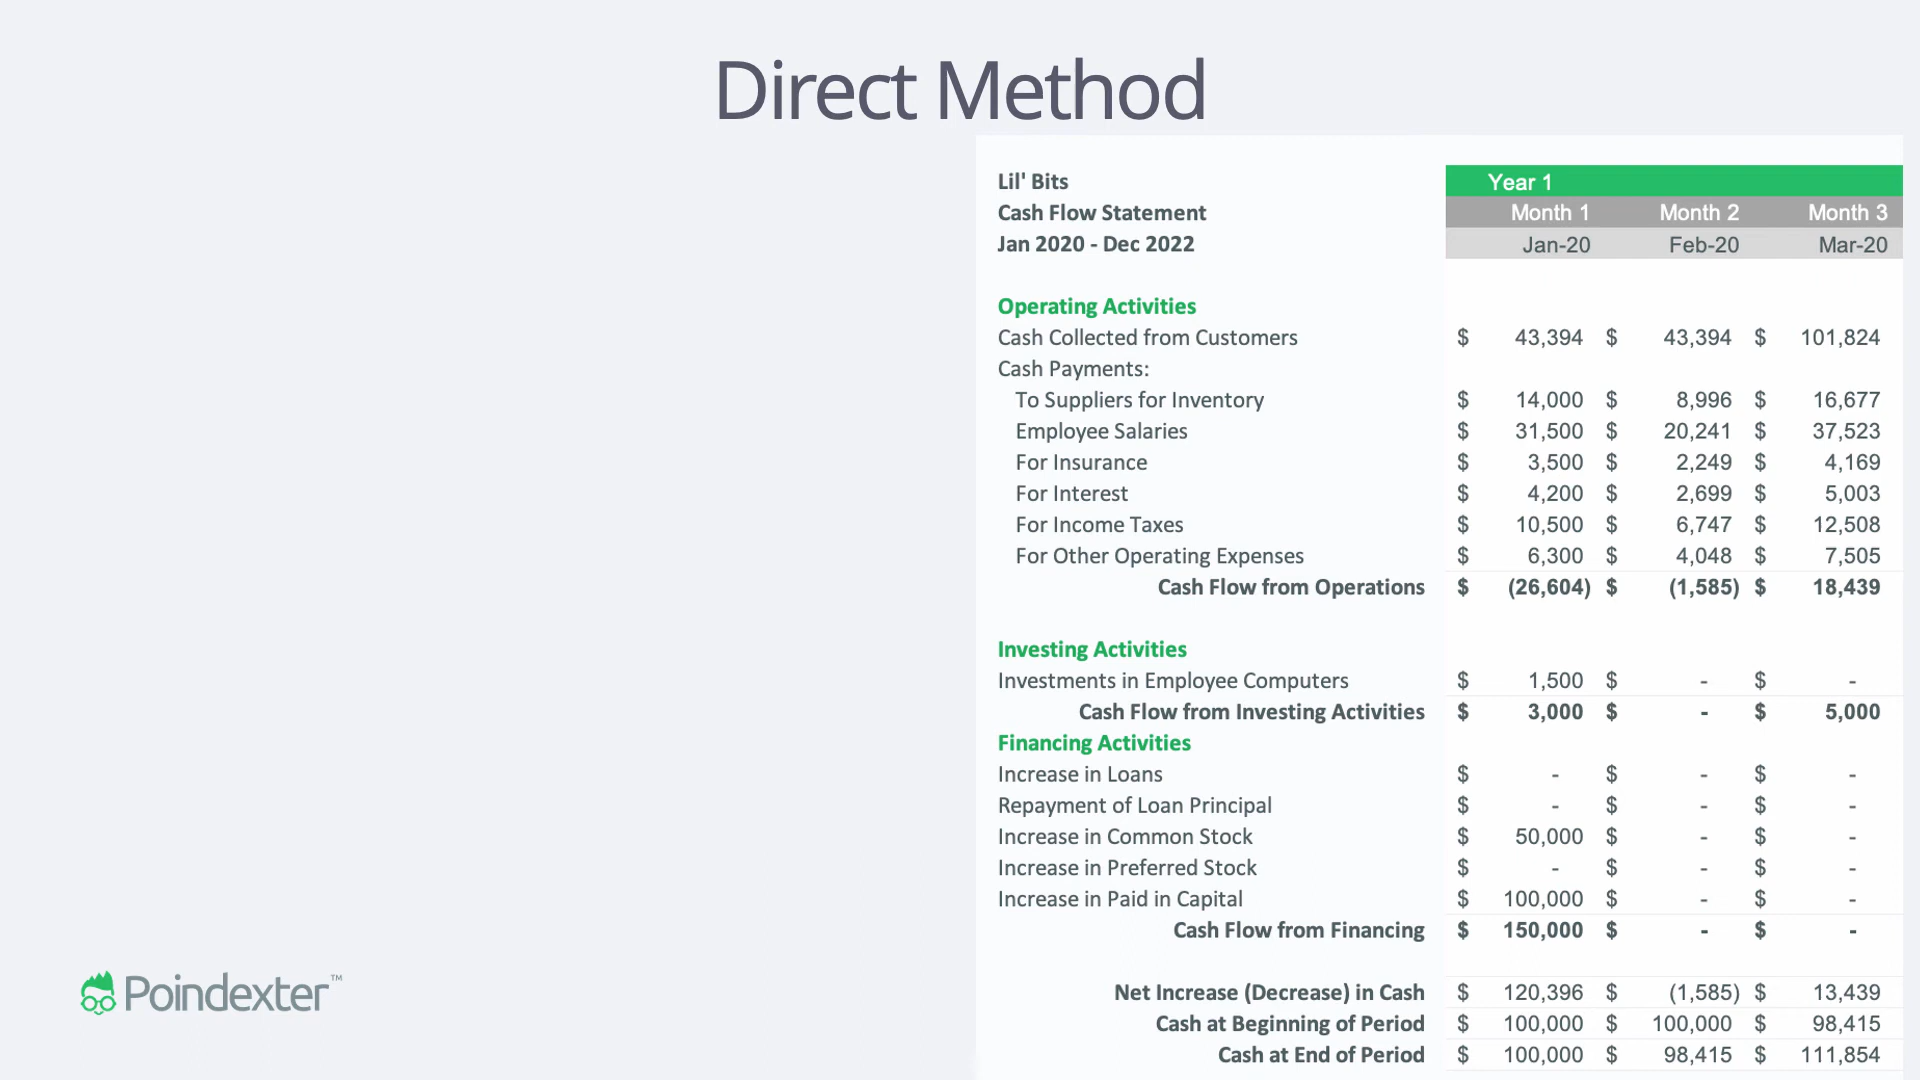 Direct Method
Lil' Bits Year 1
Cash Flow Statement Month 1 Month 2 Month 3
Jan 2020 - Dec 2022 Jan-20 Feb-20 Mar-20
Operating Activities
Cash Collected from Customers $ 43,394 $ 43,394 $ 101,824
Cash Payments:
To Suppliers for Inventory $ 14,000 $ 8,996 $ 16,677
Employee Salaries $ 31,500 $ 20,241 $ 37,523
For Insurance $ 3,500 $ 2,249 $ 4,169
For Interest $ 4,200 $ 2,699 $ 5,003
For Income Taxes $ 10,500 $ 6,747 $ 12,508
For Other Operating Expenses $ 6,300 $ 4,048 $ 7,505
Cash Flow from Operations $ (26,604) $ (1,585) $ 18,439
Investing Activities
Investments in Employee Computers $ 1,500 $ - $ -
Cash Flow from Investing Activities $ 3,000 $ - $ 5,000
Financing Activities
Increase in Loans $ - $ - $ -
Repayment of Loan Principal $ - $ - $ -
Increase in Common Stock $ 50,000 $ - $ -
Increase in Preferred Stock $ - $ - $ -
Increase in Paid in Capital $ 100,000 $ - $ -
Cash Flow from Financing $ 150,000 $ - $ -
Net Increase (Decrease) in Cash $ 120,396 $ (1,585) $ 13,439
Cash at Beginning of Period $ 100,000 $ 100,000 $ 98,415
Cash at End of Period $ 100,000 $ 98,415 $ 111,854
Poindexter™